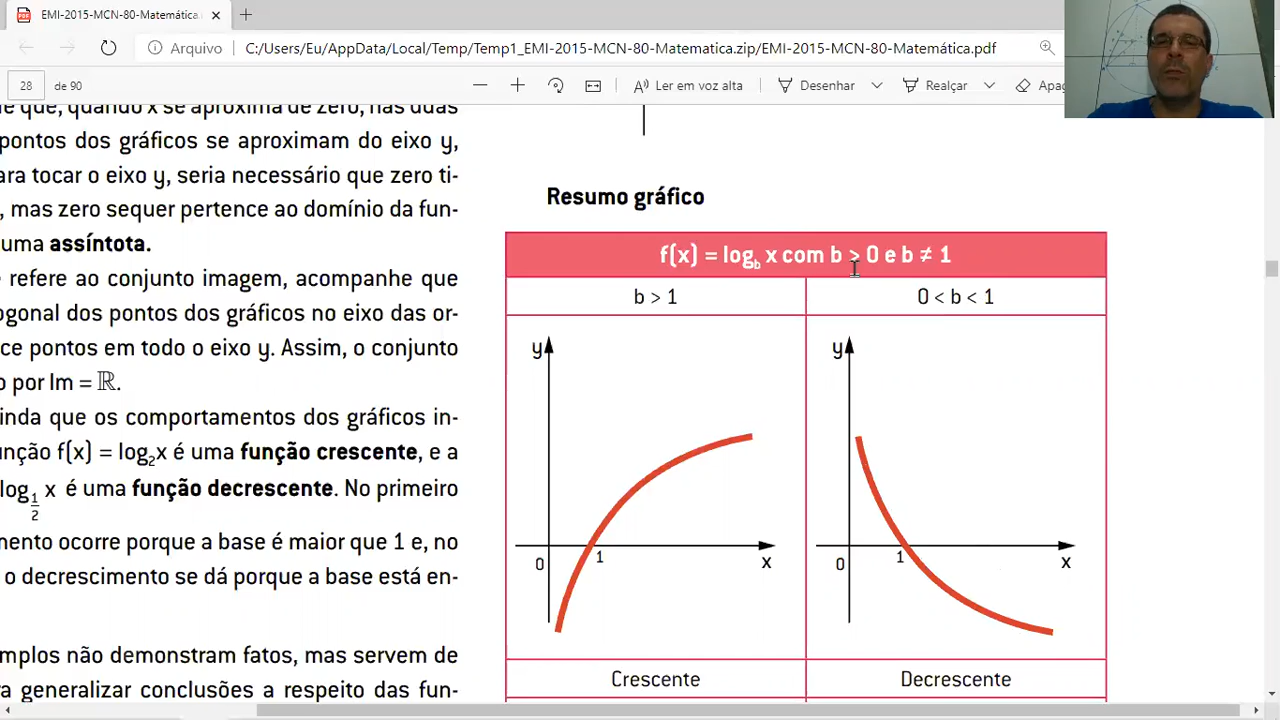 EMI-2015-MCN-80-Matemática.
Arquivo C:/Users/Eu/AppData/Local/Temp/Temp1_EMI-2015-MCN-80-Matematica.zip/EMI-2015-MCN-80-Matemática.pdf
28 de 90 Ler em voz alta Desenhar Realçar Apag
e que, quando x se aproxima de zero, nas duas
pontos dos gráficos se aproximam do eixo y,
ara tocar o eixo y, seria necessário que zero ti-
, mas zero sequer pertence ao domínio da fun-
uma assíntota.
e refere ao conjunto imagem, acompanhe que
ogonal dos pontos dos gráficos no eixo das or-
ce pontos em todo o eixo y. Assim, o conjunto
o por Im = ℝ.
inda que os comportamentos dos gráficos in-
unção f(x) = log₂x é uma função crescente, e a
log 1/2 x é uma função decrescente. No primeiro
mento ocorre porque a base é maior que 1 e, no
o decrescimento se dá porque a base está en-
mplos não demonstram fatos, mas servem de
ra generalizar conclusões a respeito das fun-
Resumo gráfico
f(x) = log_b x com b > 0 e b ≠ 1
b > 1 0 < b < 1
y y
0 1 x 0 1 x
Crescente Decrescente